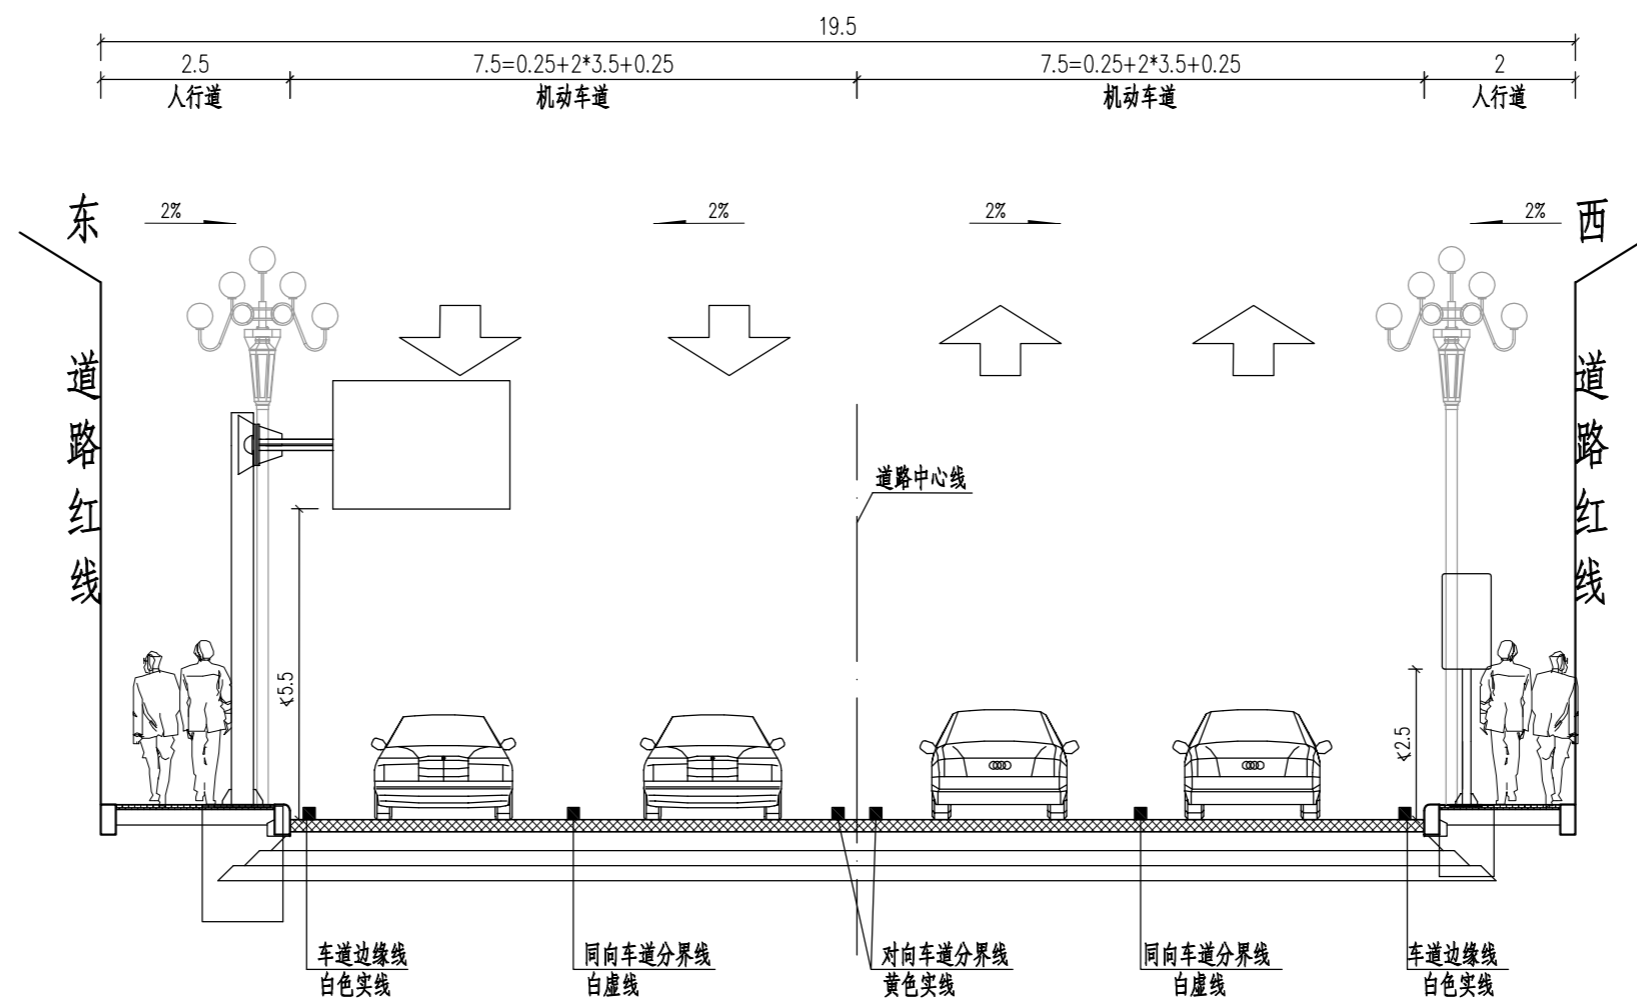 19.5
2.5
7.5=0.25+2*3.5+0.25
7.5=0.25+2*3.5+0.25
2
人行道
机动车道
机动车道
人行道
东
西
2%
2%
2%
2%
道路红线
道路红线
道路中心线
≮5.5
≮2.5
车道边缘线
白色实线
同向车道分界线
白虚线
对向车道分界线
黄色实线
同向车道分界线
白虚线
车道边缘线
白色实线